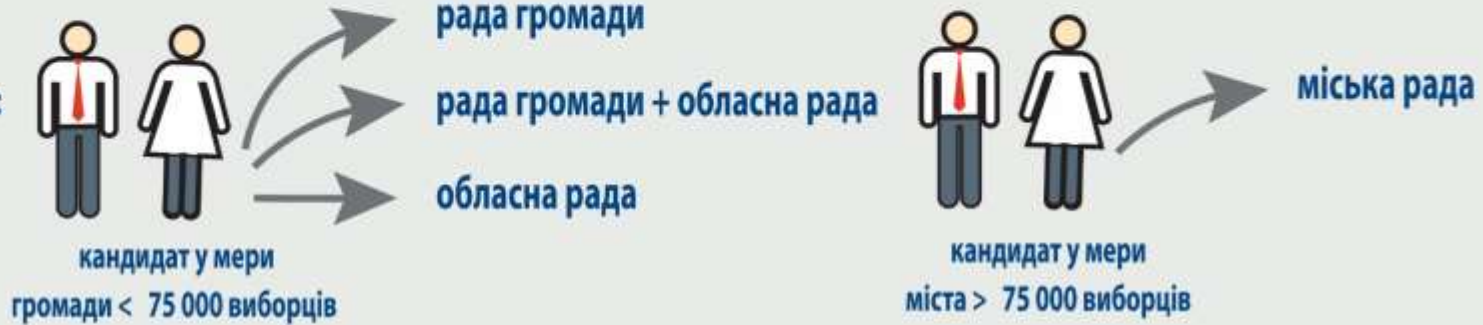 рада громади
рада громади + обласна рада
обласна рада
кандидат у мери
громади < 75 000 виборців
міська рада
кандидат у мери
міста > 75 000 виборців